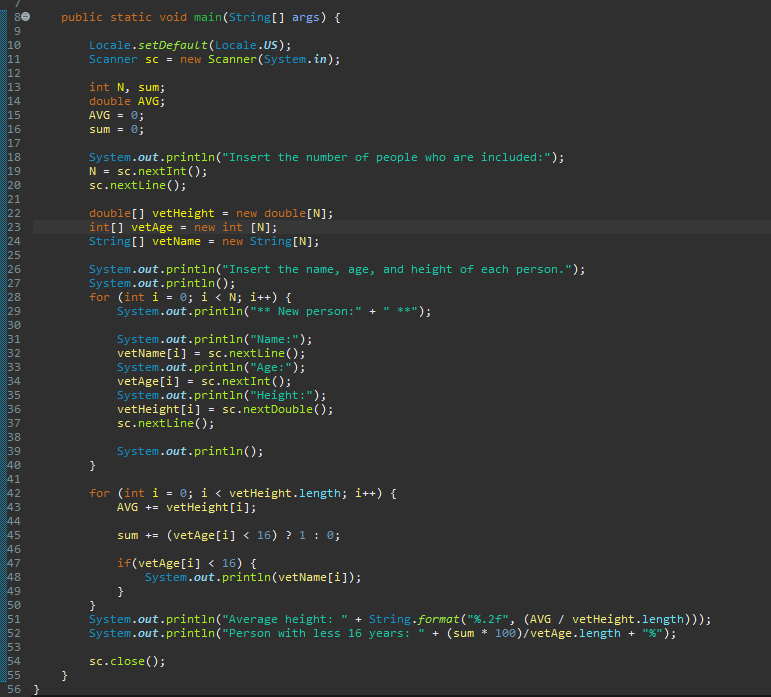 7
8 public static void main(String[] args) {
9
10 Locale.setDefault(Locale.US);
11 Scanner sc = new Scanner(System.in);
12
13 int N, sum;
14 double AVG;
15 AVG = 0;
16 sum = 0;
17
18 System.out.println("Insert the number of people who are included:");
19 N = sc.nextInt();
20 sc.nextLine();
21
22 double[] vetHeight = new double[N];
23 int[] vetAge = new int [N];
24 String[] vetName = new String[N];
25
26 System.out.println("Insert the name, age, and height of each person.");
27 System.out.println();
28 for (int i = 0; i < N; i++) {
29 System.out.println("** New person:" + " **");
30
31 System.out.println("Name:");
32 vetName[i] = sc.nextLine();
33 System.out.println("Age:");
34 vetAge[i] = sc.nextInt();
35 System.out.println("Height:");
36 vetHeight[i] = sc.nextDouble();
37 sc.nextLine();
38
39 System.out.println();
40 }
41
42 for (int i = 0; i < vetHeight.length; i++) {
43 AVG += vetHeight[i];
44
45 sum += (vetAge[i] < 16) ? 1 : 0;
46
47 if(vetAge[i] < 16) {
48 System.out.println(vetName[i]);
49 }
50 }
51 System.out.println("Average height: " + String.format("%.2f", (AVG / vetHeight.length)));
52 System.out.println("Person with less 16 years: " + (sum * 100)/vetAge.length + "%");
53
54 sc.close();
55 }
56 }